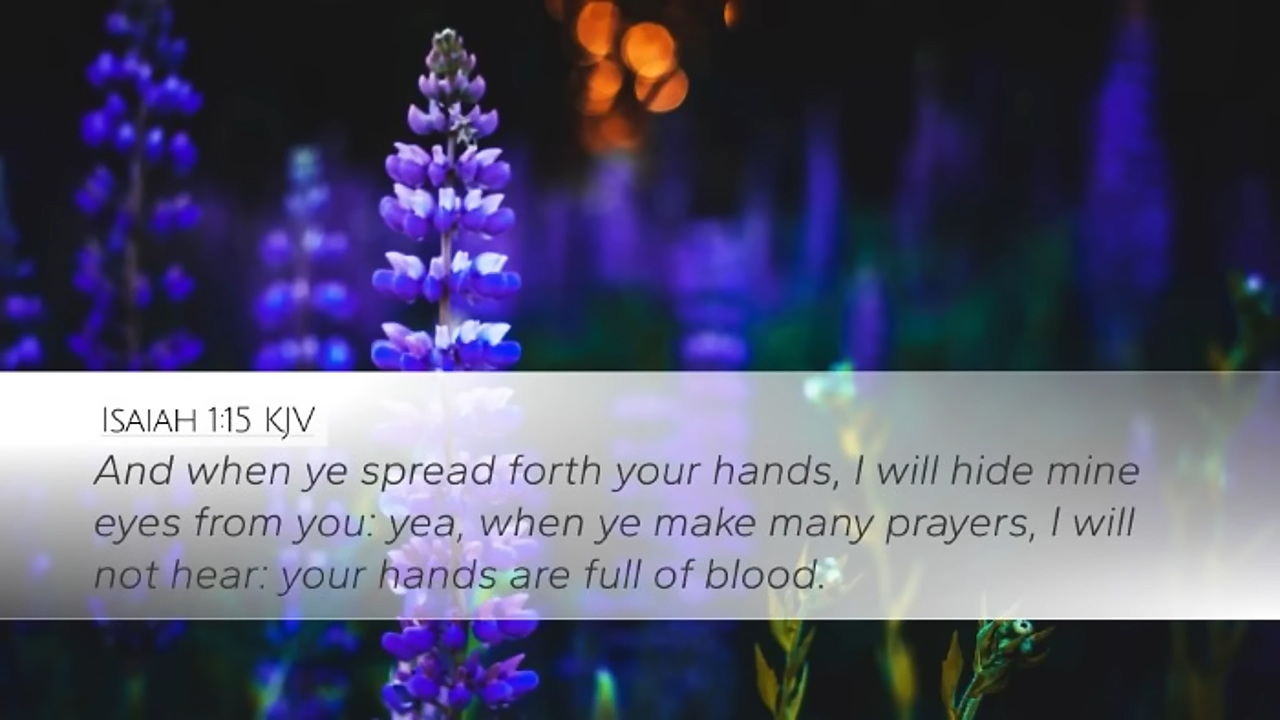 Isaiah 1:15 KJV
And when ye spread forth your hands, I will hide mine
eyes from you: yea, when ye make many prayers, I will
not hear: your hands are full of blood.